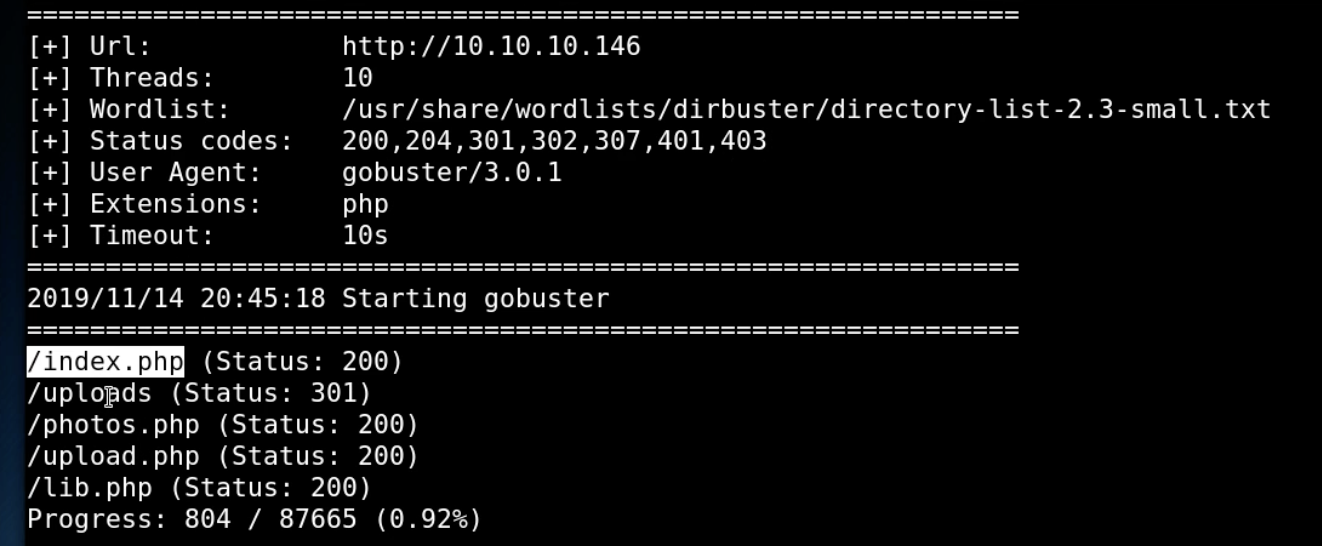 ===============================================================
[+] Url:            http://10.10.10.146
[+] Threads:        10
[+] Wordlist:       /usr/share/wordlists/dirbuster/directory-list-2.3-small.txt
[+] Status codes:   200,204,301,302,307,401,403
[+] User Agent:     gobuster/3.0.1
[+] Extensions:     php
[+] Timeout:        10s
===============================================================
2019/11/14 20:45:18 Starting gobuster
===============================================================
/index.php (Status: 200)
/uploads (Status: 301)
/photos.php (Status: 200)
/upload.php (Status: 200)
/lib.php (Status: 200)
Progress: 804 / 87665 (0.92%)